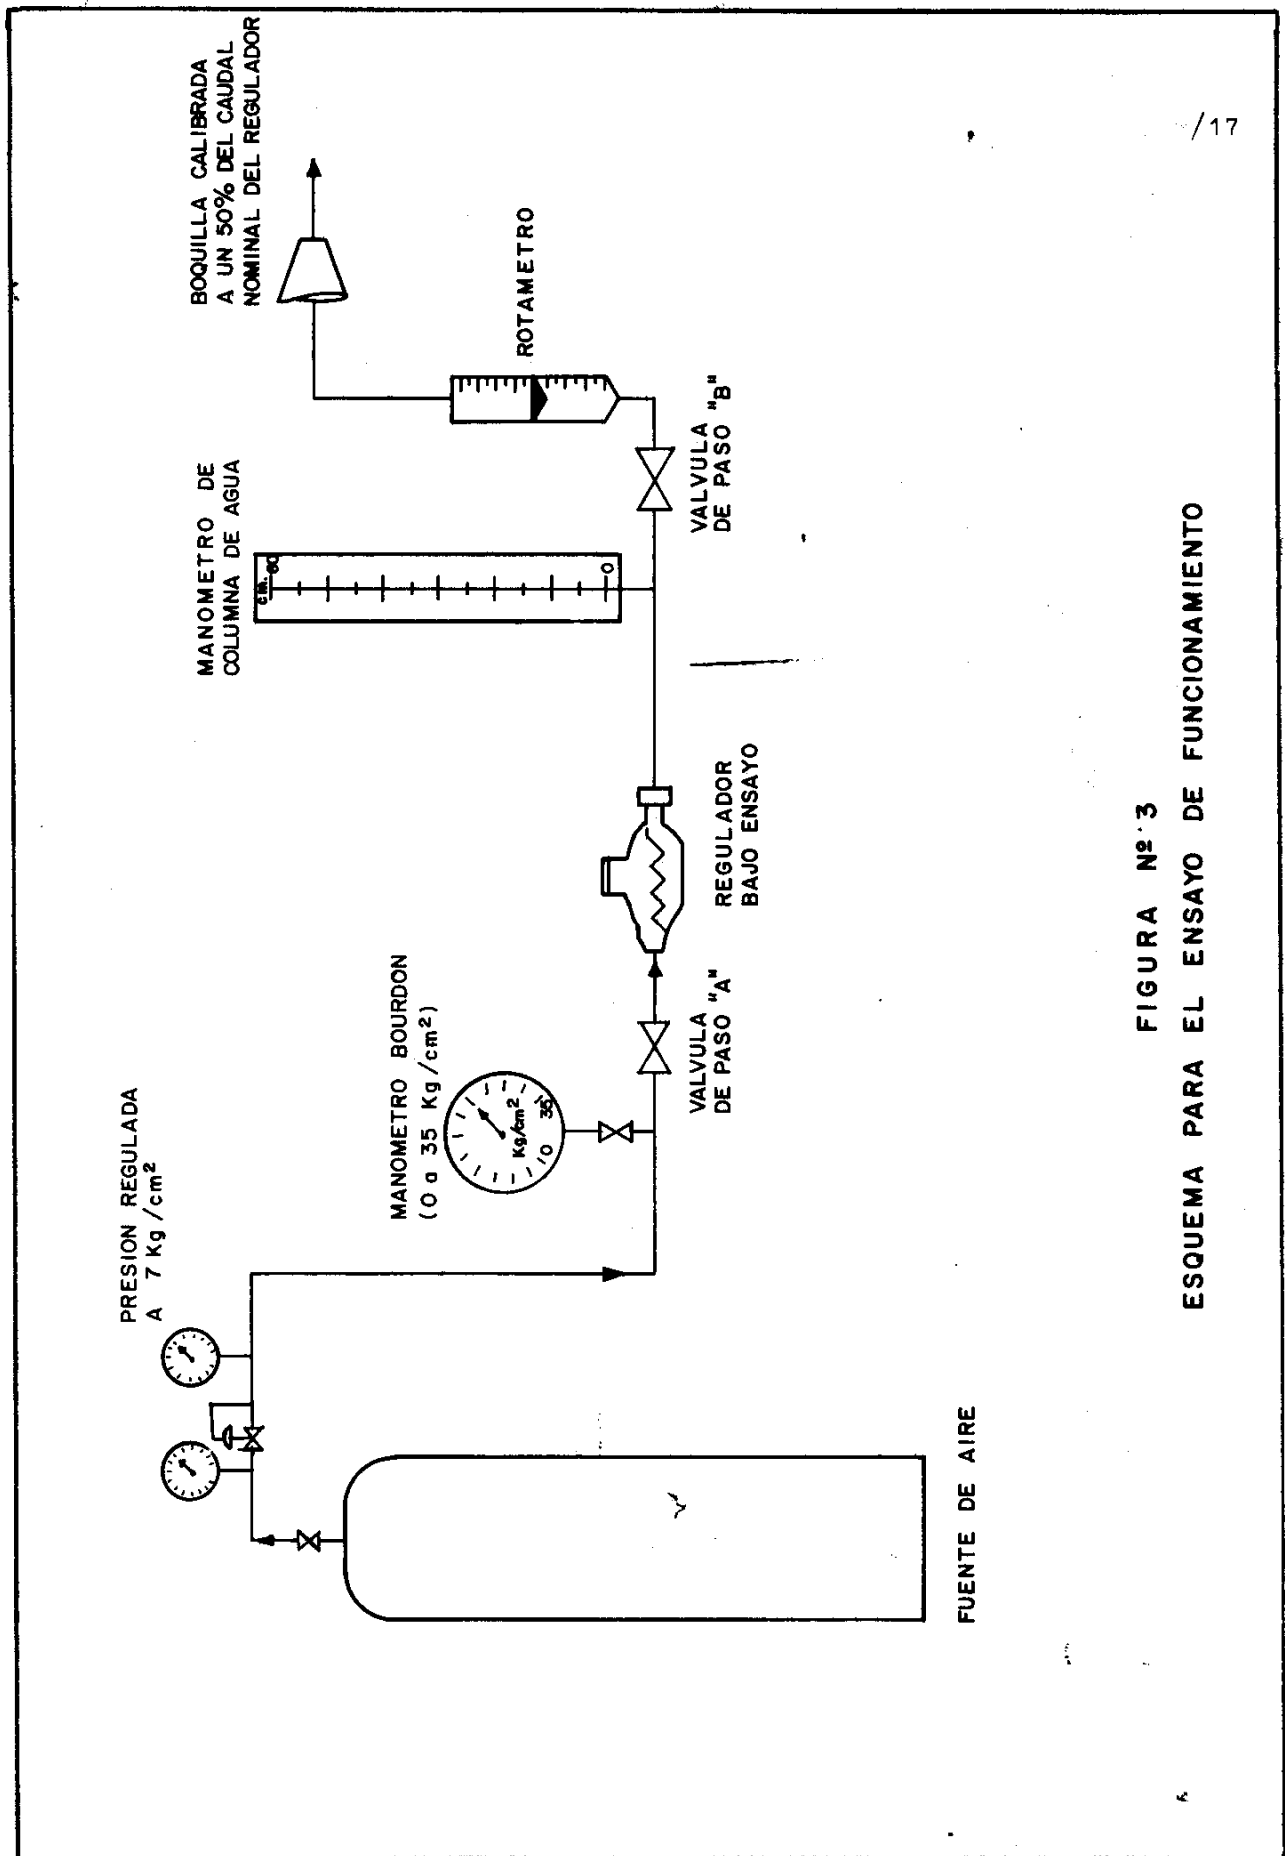 /17
PRESION REGULADA
A 7 Kg/cm²
MANOMETRO BOURDON
(0 a 35 Kg/cm²)
Kg/cm²
0
35
MANOMETRO DE
COLUMNA DE AGUA
cm. 60
0
BOQUILLA CALIBRADA
A UN 50% DEL CAUDAL
NOMINAL DEL REGULADOR
ROTAMETRO
VALVULA
DE PASO "A"
REGULADOR
BAJO ENSAYO
VALVULA
DE PASO "B"
FUENTE DE AIRE
FIGURA Nº 3
ESQUEMA PARA EL ENSAYO DE FUNCIONAMIENTO